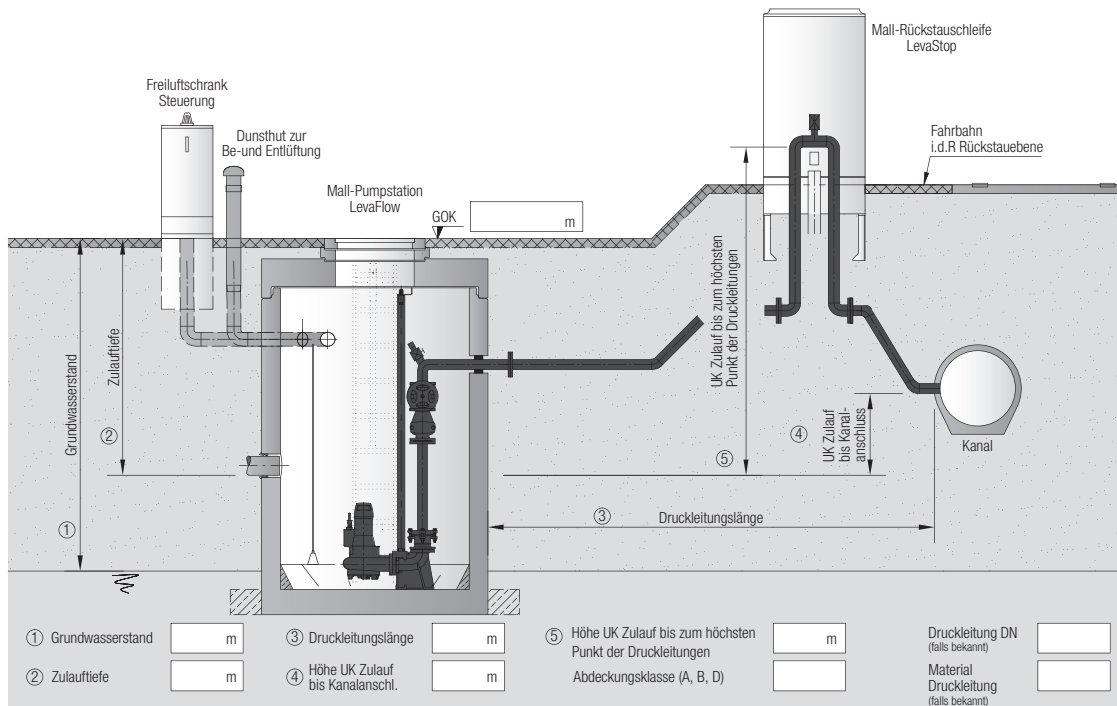 Mall-Rückstauschleife
LevaStop
Freiluftschrank
Steuerung
Dunsthut zur
Be-und Entlüftung
Fahrbahn
i.d.R Rückstauebene
Mall-Pumpstation
LevaFlow
GOK
m
Grundwasserstand
①
Zulauftiefe
②
UK Zulauf bis zum höchsten
Punkt der Druckleitungen
⑤
④
UK Zulauf
bis Kanal-
anschluss
Kanal
③
Druckleitungslänge
① Grundwasserstand m
② Zulauftiefe m
③ Druckleitungslänge m
④ Höhe UK Zulauf
bis Kanalanschl. m
⑤ Höhe UK Zulauf bis zum höchsten
Punkt der Druckleitungen m
Abdeckungsklasse (A, B, D)
Druckleitung DN
(falls bekannt)
Material
Druckleitung
(falls bekannt)